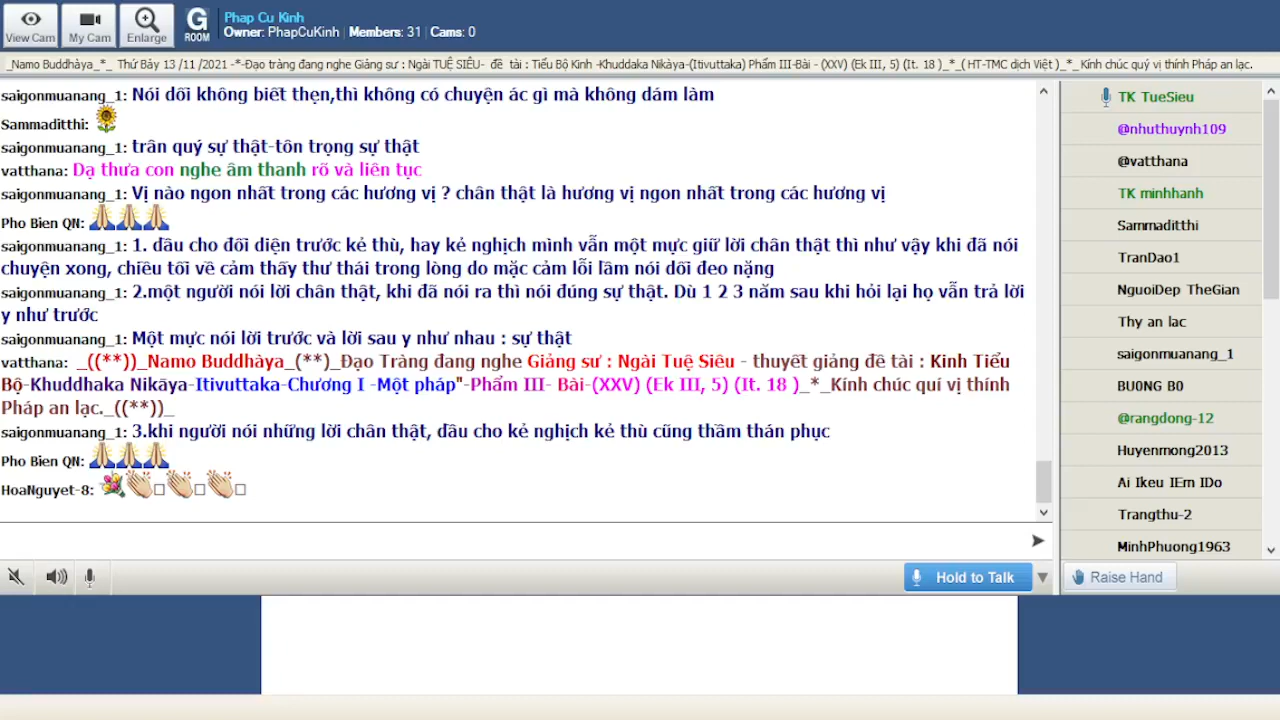 View Cam
My Cam
Enlarge
G
ROOM
Phap Cu Kinh
Owner: PhapCuKinh | Members: 31 | Cams: 0
_Namo Buddhàya_*_ Thứ Bảy 13 /11 /2021 -*-Đạo tràng đang nghe Giảng sư : Ngài TUỆ SIÊU- đề tài : Tiểu Bộ Kinh -Khuddaka Nikàya-(Itivuttaka) Phẩm III-Bài - (XXV) (Ek III, 5) (It. 18 )_*_( HT-TMC dịch Việt )_*_Kính chúc quý vị thính Pháp an lạc.
saigonmuanang_1: Nói dối không biết thẹn,thì không có chuyện ác gì mà không dám làm
Sammaditthi:
saigonmuanang_1: trân quý sự thật-tôn trọng sự thật
vatthana: Dạ thưa con nghe âm thanh rõ và liên tục
saigonmuanang_1: Vị nào ngon nhất trong các hương vị ? chân thật là hương vị ngon nhất trong các hương vị
Pho Bien QN:
saigonmuanang_1: 1. dầu cho đối diện trước kẻ thù, hay kẻ nghịch mình vẫn một mực giữ lời chân thật thì như vậy khi đã nói
chuyện xong, chiều tối về cảm thấy thư thái trong lòng do mặc cảm lỗi lầm nói dối đeo nặng
saigonmuanang_1: 2.một người nói lời chân thật, khi đã nói ra thì nói đúng sự thật. Dù 1 2 3 năm sau khi hỏi lại họ vẫn trả lời
y như trước
saigonmuanang_1: Một mực nói lời trước và lời sau y như nhau : sự thật
vatthana: _((**))_Namo Buddhàya_(**)_Đạo Tràng đang nghe Giảng sư : Ngài Tuệ Siêu - thuyết giảng đề tài : Kinh Tiểu
Bộ-Khuddhaka Nikāya-Itivuttaka-Chương I -Một pháp"-Phẩm III- Bài-(XXV) (Ek III, 5) (It. 18 )_*_Kính chúc quí vị thính
Pháp an lạc._((**))_
saigonmuanang_1: 3.khi người nói những lời chân thật, dầu cho kẻ nghịch kẻ thù cũng thầm thán phục
Pho Bien QN:
HoaNguyet-8:
TK TueSieu
@nhuthuynh109
@vatthana
TK minhhanh
Sammaditthi
TranDao1
NguoiDep TheGian
Thy an lac
saigonmuanang_1
BU0NG B0
@rangdong-12
Huyenmong2013
Ai Ikeu IEm IDo
Trangthu-2
MinhPhuong1963
Hold to Talk
Raise Hand